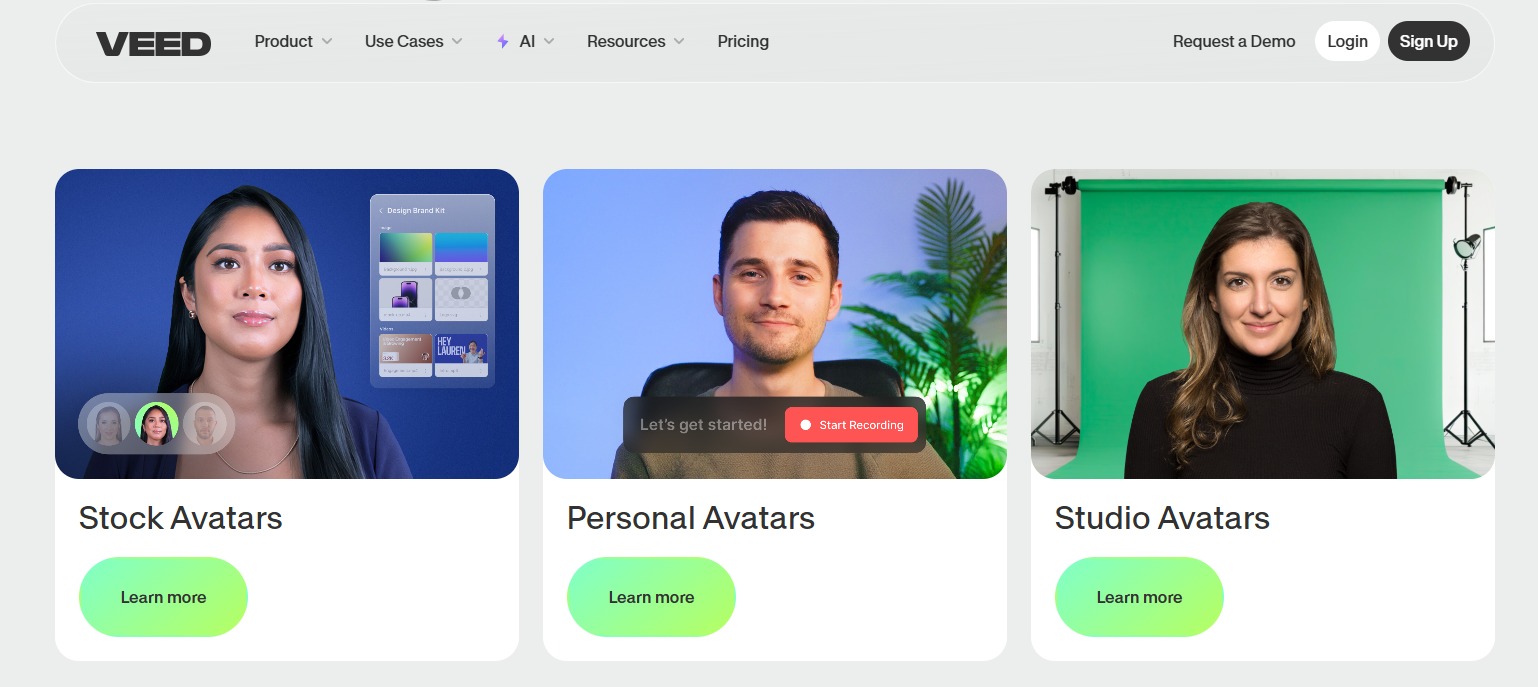 VEED
Product
Use Cases
AI
Resources
Pricing
Request a Demo
Login
Sign Up
Design Brand Kit
Videos
HEY
LAUREN
Let's get started!
Start Recording
Stock Avatars
Personal Avatars
Studio Avatars
Learn more
Learn more
Learn more